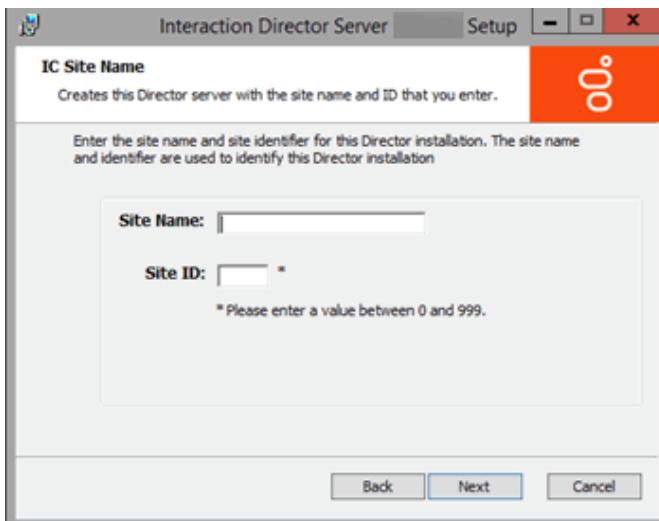 Interaction Director Server Setup
IC Site Name
Creates this Director server with the site name and ID that you enter.
Enter the site name and site identifier for this Director installation. The site name
and identifier are used to identify this Director installation
Site Name:
Site ID: *
* Please enter a value between 0 and 999.
Back Next Cancel